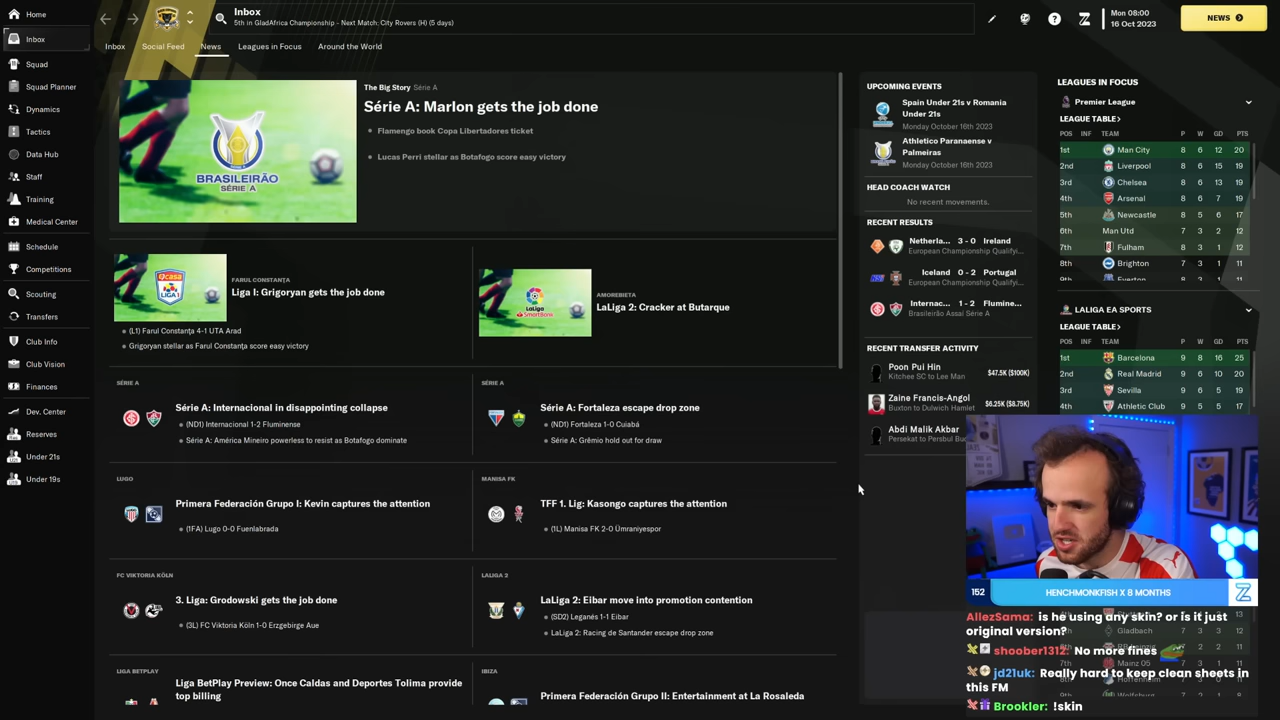 Home
Inbox
Squad
Squad Planner
Dynamics
Tactics
Data Hub
Staff
Training
Medical Center
Schedule
Competitions
Scouting
Transfers
Club Info
Club Vision
Finances
Dev. Center
Reserves
Under 21s
Under 19s
Inbox
5th in GladAfrica Championship - Next Match: City Rovers (H) (5 days)
Mon 08:00
16 Oct 2023
NEWS
Inbox Social Feed News Leagues in Focus Around the World
The Big Story Série A
Série A: Marlon gets the job done
Flamengo book Copa Libertadores ticket
Lucas Perri stellar as Botafogo score easy victory
BRASILEIRÃO
SÉRIE A
FARUL CONSTANȚA
Liga I: Grigoryan gets the job done
(L1) Farul Constanța 4-1 UTA Arad
Grigoryan stellar as Farul Constanța score easy victory
AMOREBIETA
LaLiga 2: Cracker at Butarque
SÉRIE A
Série A: Internacional in disappointing collapse
(ND1) Internacional 1-2 Fluminense
Série A: América Mineiro powerless to resist as Botafogo dominate
SÉRIE A
Série A: Fortaleza escape drop zone
(ND1) Fortaleza 1-0 Cuiabá
Série A: Grêmio hold out for draw
LUGO
Primera Federación Grupo I: Kevin captures the attention
(1FA) Lugo 0-0 Fuenlabrada
MANISA FK
TFF 1. Lig: Kasongo captures the attention
(1L) Manisa FK 2-0 Ümraniyespor
FC VIKTORIA KÖLN
3. Liga: Grodowski gets the job done
(3L) FC Viktoria Köln 1-0 Erzgebirge Aue
LALIGA 2
LaLiga 2: Eibar move into promotion contention
(SD2) Leganés 1-1 Eibar
LaLiga 2: Racing de Santander escape drop zone
LIGA BETPLAY
Liga BetPlay Preview: Once Caldas and Deportes Tolima provide
top billing
IBIZA
Primera Federación Grupo II: Entertainment at La Rosaleda
UPCOMING EVENTS
Spain Under 21s v Romania
Under 21s
Monday October 16th 2023
Athletico Paranaense v
Palmeiras
Monday October 16th 2023
HEAD COACH WATCH
No recent movements.
RECENT RESULTS
Netherla... 3 - 0 Ireland
European Championship Qualifyi...
Iceland 0 - 2 Portugal
European Championship Qualifyi...
Internac... 1 - 2 Flumine...
Brasileirão Assaí Série A
RECENT TRANSFER ACTIVITY
Poon Pui Hin
Kitchee SC to Lee Man
$47.5K ($100K)
Zaine Francis-Angol
Buxton to Dulwich Hamlet
$6.25K ($8.75K)
Abdi Malik Akbar
Persekat to Persbul Bu
LEAGUES IN FOCUS
Premier League
LEAGUE TABLE>
POS INF TEAM P W GD PTS
1st Man City 8 6 12 20
2nd Liverpool 8 6 15 19
3rd Chelsea 8 6 13 19
4th Arsenal 8 6 7 19
5th Newcastle 8 5 6 17
6th Man Utd 7 3 2 12
7th Fulham 8 3 1 12
8th Brighton 7 3 1 11
9th Everton 8 3 1 11
LALIGA EA SPORTS
LEAGUE TABLE>
POS INF TEAM P W GD PTS
1st Barcelona 9 8 16 25
2nd Real Madrid 9 6 10 20
3rd Sevilla 9 6 5 19
4th Athletic Club 9 5 5 17
152 HENCHMONKFISH X 8 MONTHS
AllezSama: is he using any skin? or is it just
original version?
shoober1312: No more fines
jd21uk: Really hard to keep clean sheets in
this FM
Brookler: !skin